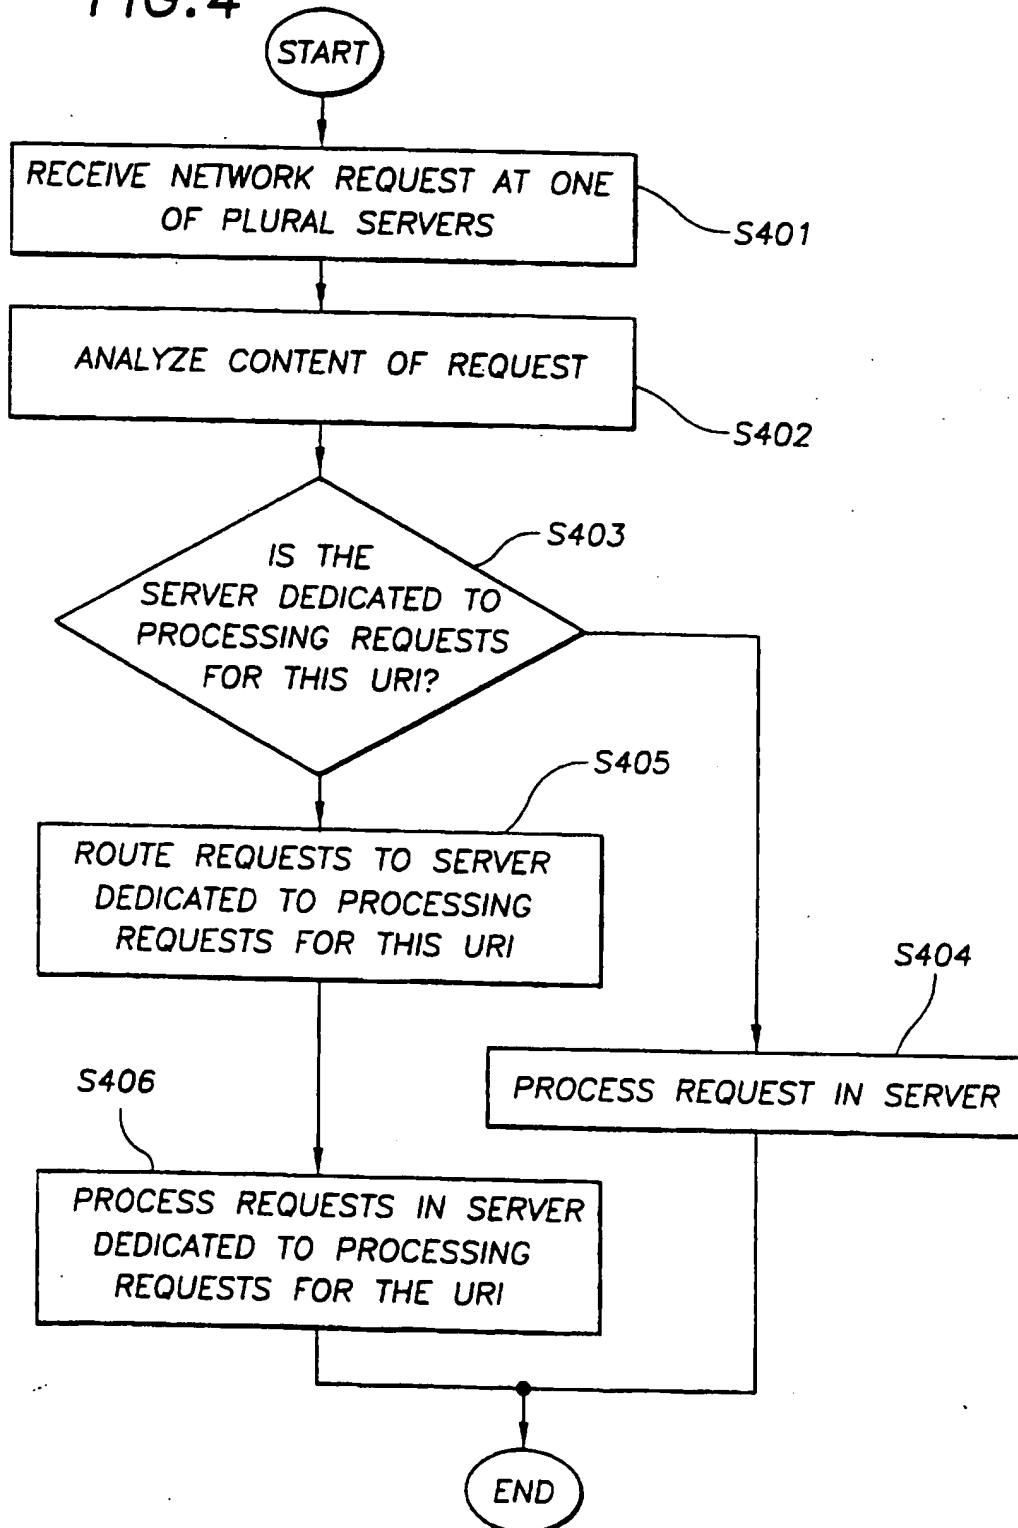 FIG. 4
START
RECEIVE NETWORK REQUEST AT ONE
OF PLURAL SERVERS
S401
ANALYZE CONTENT OF REQUEST
S402
S403
IS THE
SERVER DEDICATED TO
PROCESSING REQUESTS
FOR THIS URI?
S405
ROUTE REQUESTS TO SERVER
DEDICATED TO PROCESSING
REQUESTS FOR THIS URI
S404
PROCESS REQUEST IN SERVER
S406
PROCESS REQUESTS IN SERVER
DEDICATED TO PROCESSING
REQUESTS FOR THE URI
END